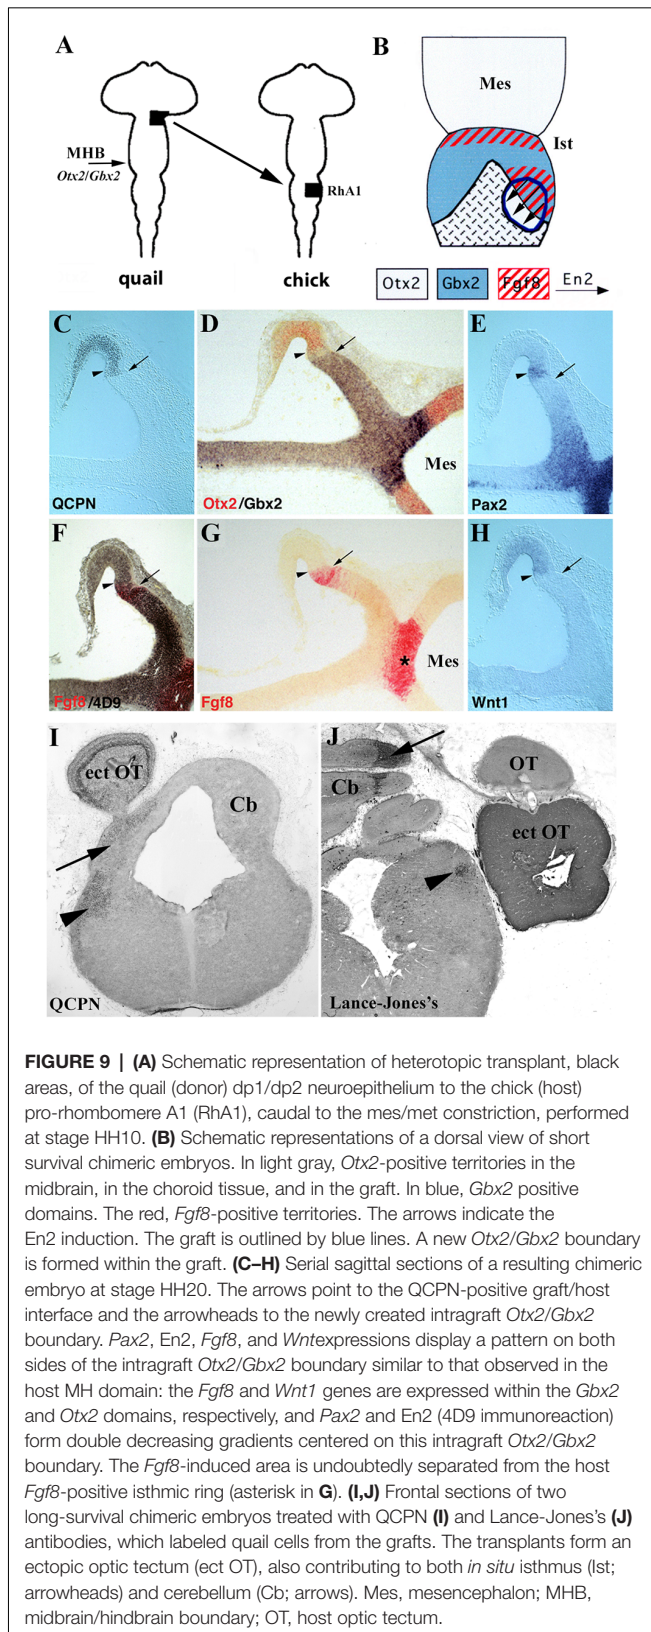 A
B
Mes
Ist
MHB
Otx2/Gbx2
RhA1
quail
chick
Otx2
Gbx2
Fgf8
En2
C
D
E
QCPN
Otx2/Gbx2
Mes
Pax2
F
G
H
Fgf8/4D9
Fgf8
*
Mes
Wnt1
I
J
ect OT
Cb
OT
Cb
ect OT
QCPN
Lance-Jones's
FIGURE 9 | (A) Schematic representation of heterotopic transplant, black
areas, of the quail (donor) dp1/dp2 neuroepithelium to the chick (host)
pro-rhombomere A1 (RhA1), caudal to the mes/met constriction, performed
at stage HH10. (B) Schematic representations of a dorsal view of short
survival chimeric embryos. In light gray, Otx2-positive territories in the
midbrain, in the choroid tissue, and in the graft. In blue, Gbx2 positive
domains. The red, Fgf8-positive territories. The arrows indicate the
En2 induction. The graft is outlined by blue lines. A new Otx2/Gbx2 boundary
is formed within the graft. (C–H) Serial sagittal sections of a resulting chimeric
embryo at stage HH20. The arrows point to the QCPN-positive graft/host
interface and the arrowheads to the newly created intragraft Otx2/Gbx2
boundary. Pax2, En2, Fgf8, and Wntexpressions display a pattern on both
sides of the intragraft Otx2/Gbx2 boundary similar to that observed in the
host MH domain: the Fgf8 and Wnt1 genes are expressed within the Gbx2
and Otx2 domains, respectively, and Pax2 and En2 (4D9 immunoreaction)
form double decreasing gradients centered on this intragraft Otx2/Gbx2
boundary. The Fgf8-induced area is undoubtedly separated from the host
Fgf8-positive isthmic ring (asterisk in G). (I,J) Frontal sections of two
long-survival chimeric embryos treated with QCPN (I) and Lance-Jones's (J)
antibodies, which labeled quail cells from the grafts. The transplants form an
ectopic optic tectum (ect OT), also contributing to both in situ isthmus (Ist;
arrowheads) and cerebellum (Cb; arrows). Mes, mesencephalon; MHB,
midbrain/hindbrain boundary; OT, host optic tectum.